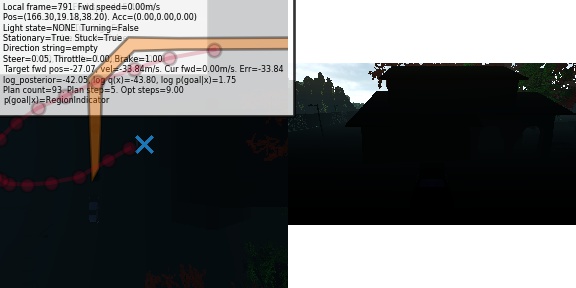 Local frame=791. Fwd speed=0.00m/s
Pos=(166.30,19.18,38.20). Acc=(0.00,0.00,0.00)
Light state=NONE. Turning=False
Stationary=True. Stuck=True
Direction string=empty
Steer=0.05, Throttle=0.00, Brake=1.00
Target fwd pos=-27.07, vel=-33.84m/s. Cur fwd=0.00m/s. Err=-33.84
log_posterior=-42.05, log q(x)=-43.80, log p(goal|x)=1.75
Plan count=93. Plan step=5. Opt steps=9.00
p(goal|x)=RegionIndicator